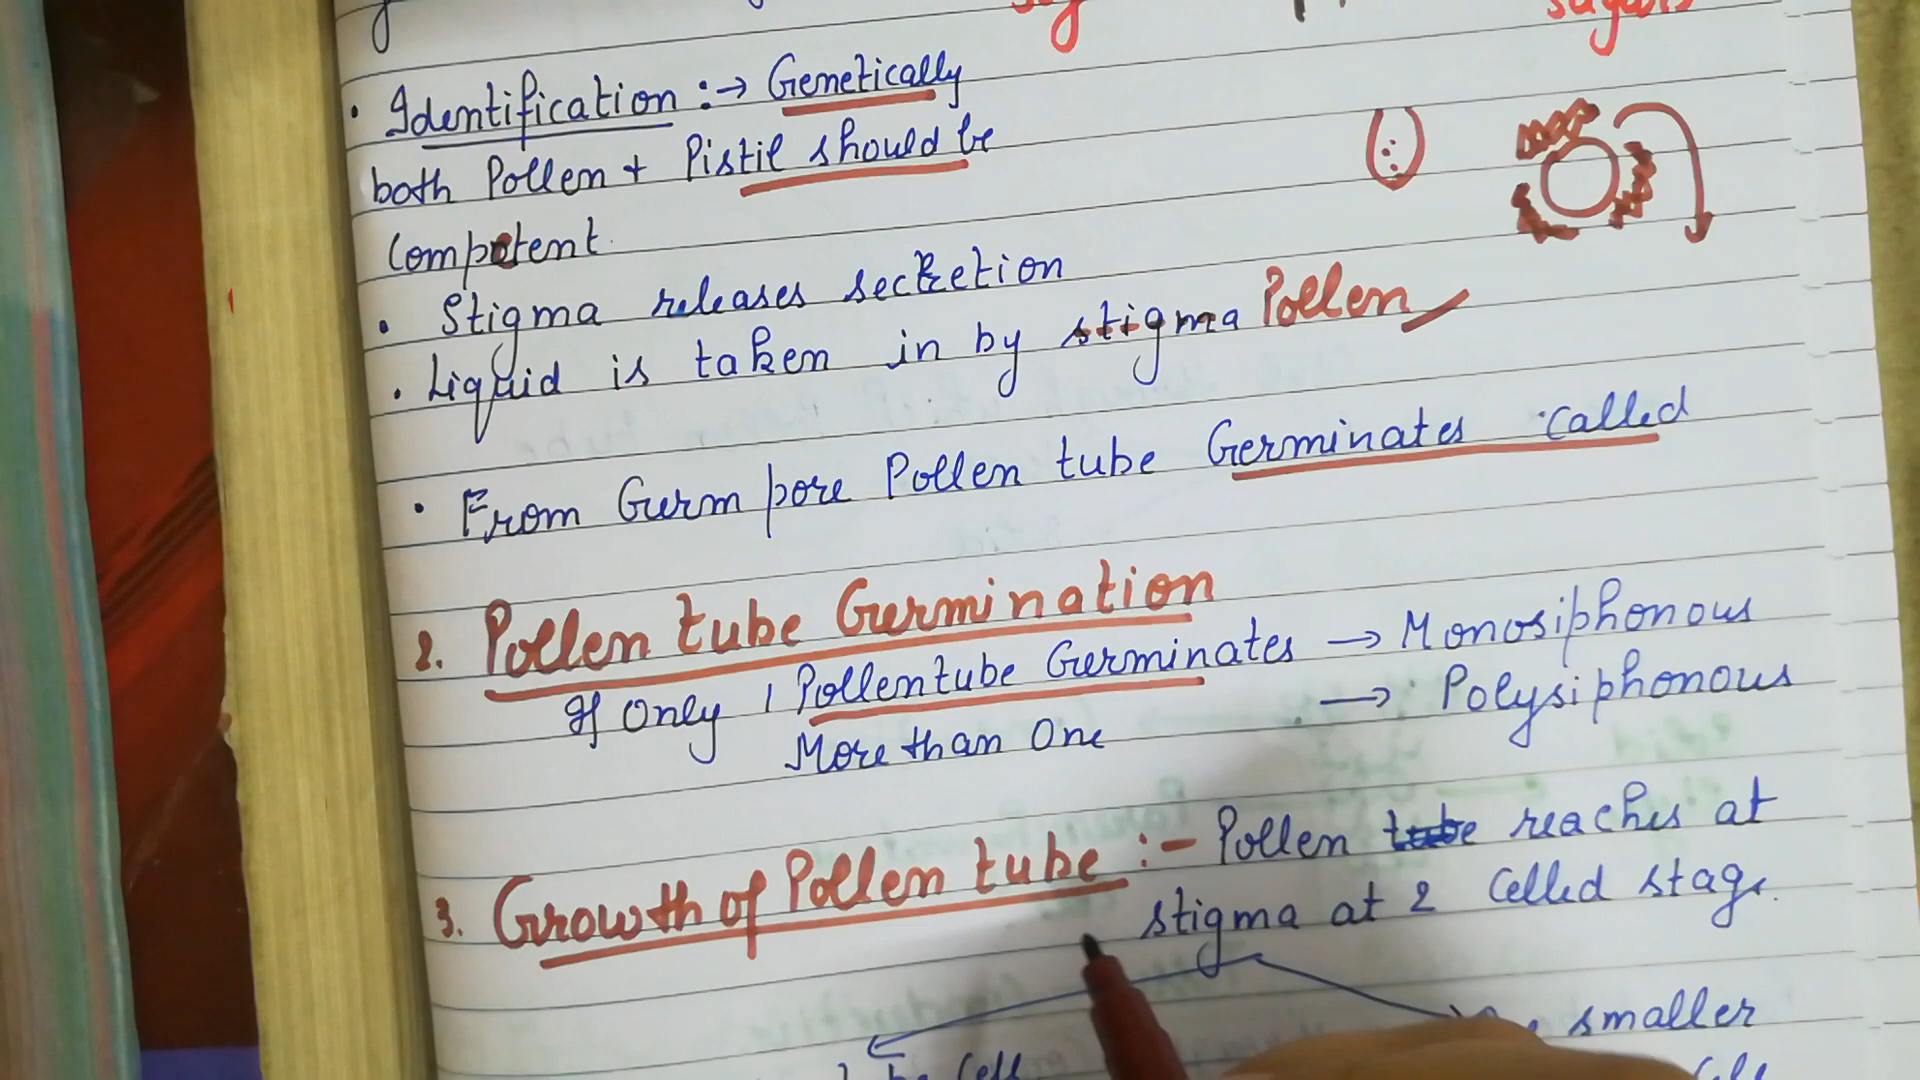 sugars
• Identification :→ Genetically
both Pollen + Pistil should be
Competent.
• Stigma releases secretion
• Liquid is taken in by stigma Pollen
• From Germ pore Pollen tube Germinates called
2. Pollen tube Germination
If Only 1 Pollentube Germinates → Monosiphonous
More than One → Polysiphonous
3. Growth of Pollen tube :- Pollen tube reaches at
stigma at 2 Celled stage.
smaller
Cell